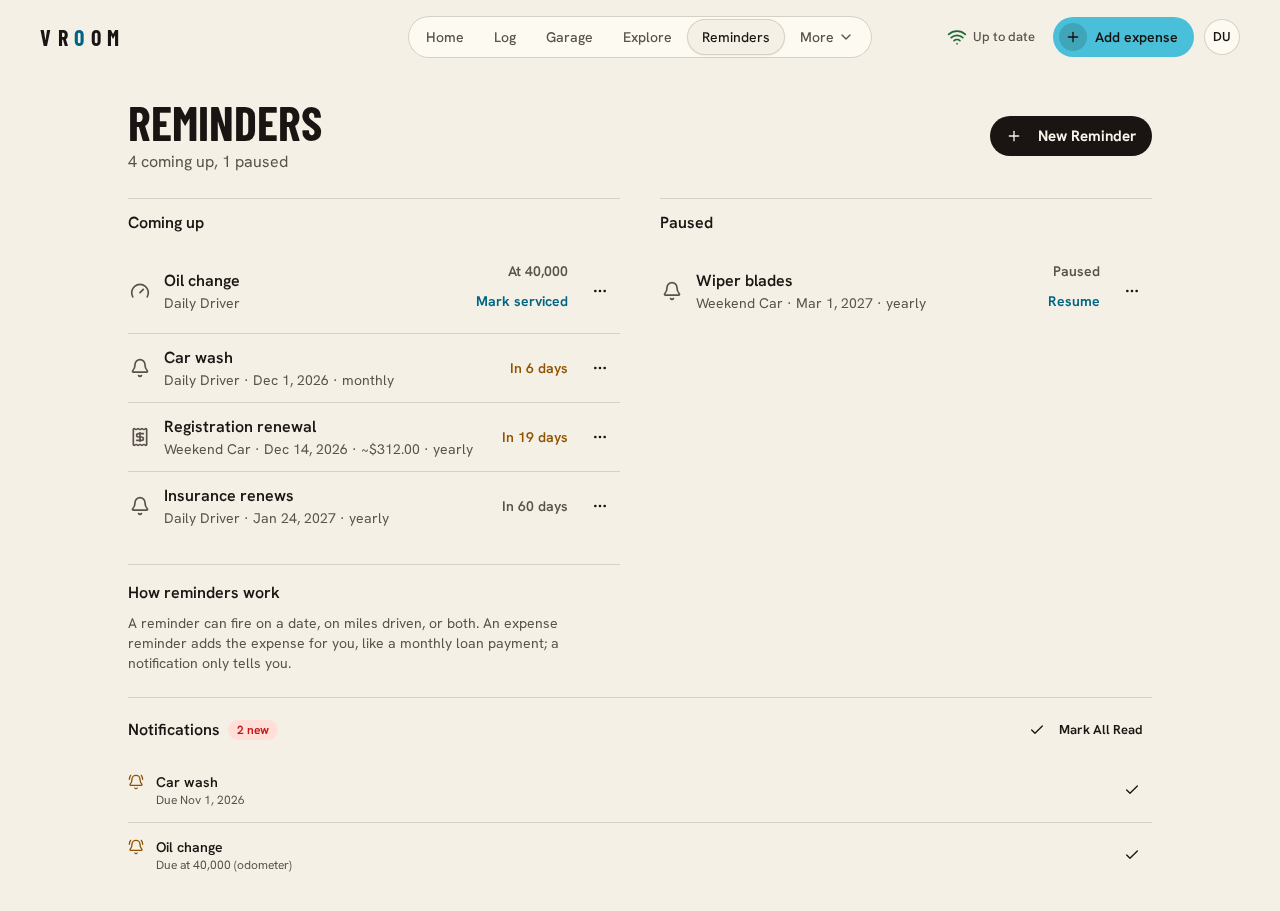 VROOM
Home
Log
Garage
Explore
Reminders
More
Up to date
Add expense
DU
REMINDERS
4 coming up, 1 paused
New Reminder
Coming up
Oil change
Daily Driver
At 40,000
Mark serviced
Car wash
Daily Driver · Dec 1, 2026 · monthly
In 6 days
Registration renewal
Weekend Car · Dec 14, 2026 · ~$312.00 · yearly
In 19 days
Insurance renews
Daily Driver · Jan 24, 2027 · yearly
In 60 days
Paused
Wiper blades
Weekend Car · Mar 1, 2027 · yearly
Paused
Resume
How reminders work
A reminder can fire on a date, on miles driven, or both. An expense
reminder adds the expense for you, like a monthly loan payment; a
notification only tells you.
Notifications
2 new
Mark All Read
Car wash
Due Nov 1, 2026
Oil change
Due at 40,000 (odometer)